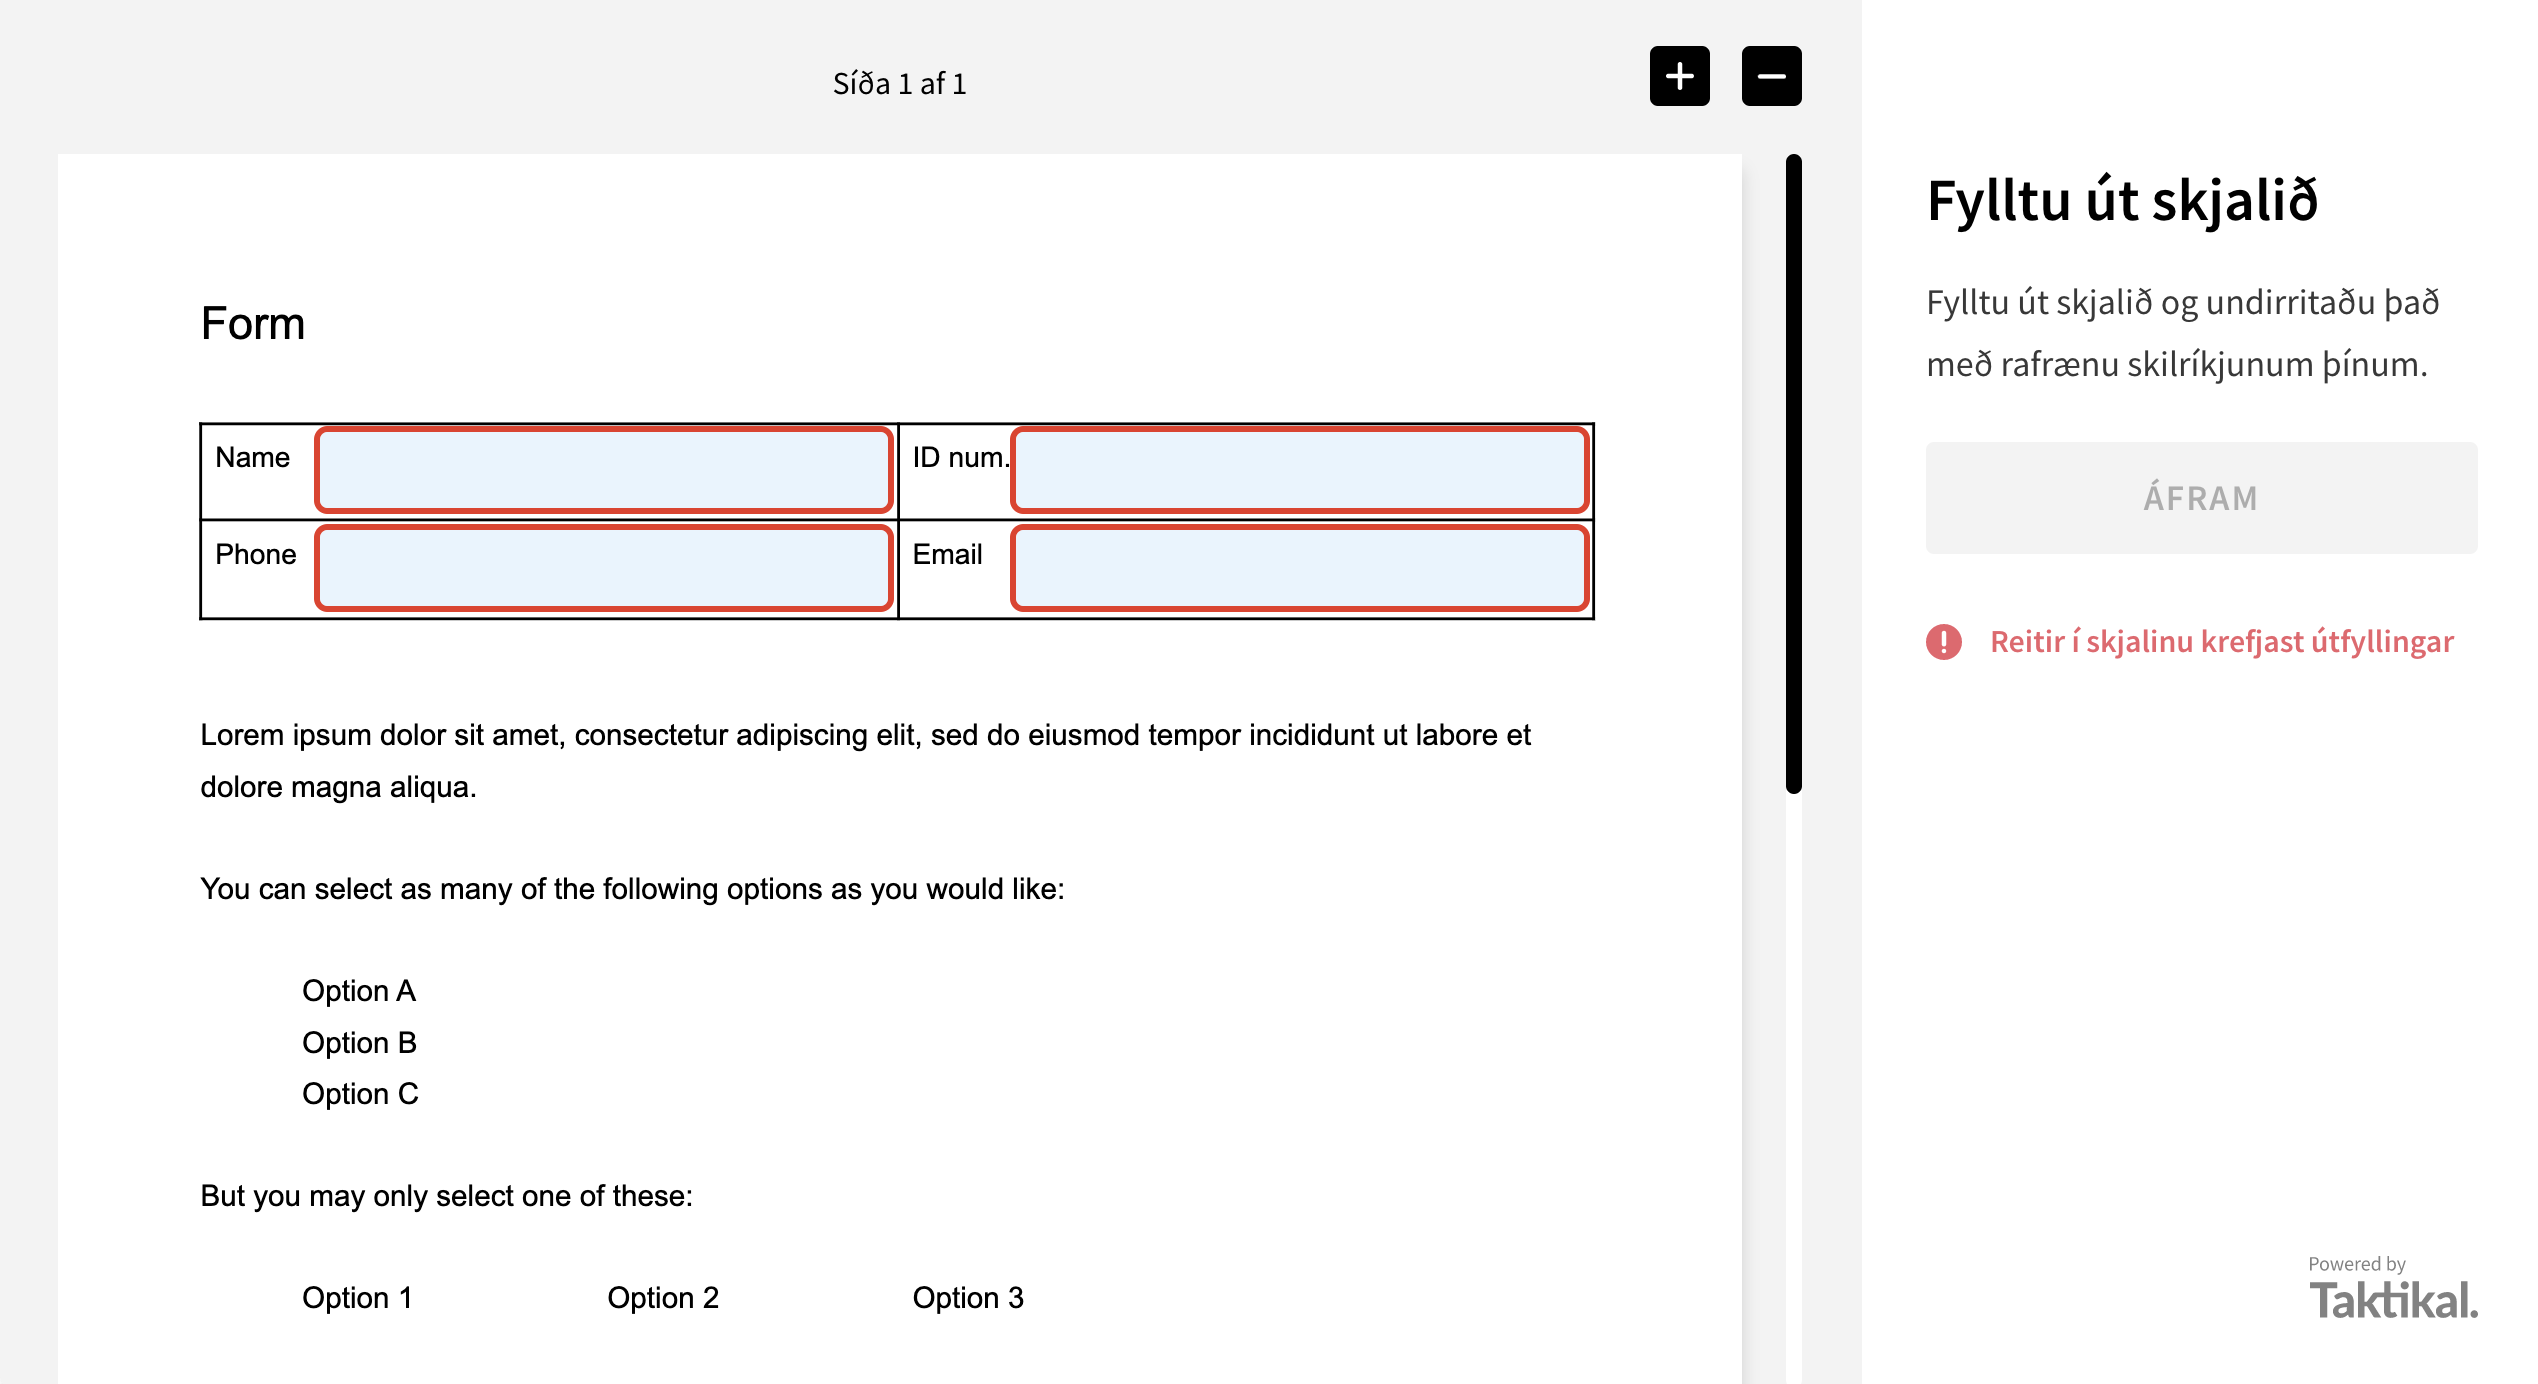 Síða 1 af 1
Form
Name
ID num.
Phone
Email
Lorem ipsum dolor sit amet, consectetur adipiscing elit, sed do eiusmod tempor incididunt ut labore et
dolore magna aliqua.
You can select as many of the following options as you would like:
Option A
Option B
Option C
But you may only select one of these:
Option 1 Option 2 Option 3
Fylltu út skjalið
Fylltu út skjalið og undirritaðu það
með rafrænu skilríkjunum þínum.
ÁFRAM
Reitir í skjalinu krefjast útfyllingar
Powered by
Taktikal.